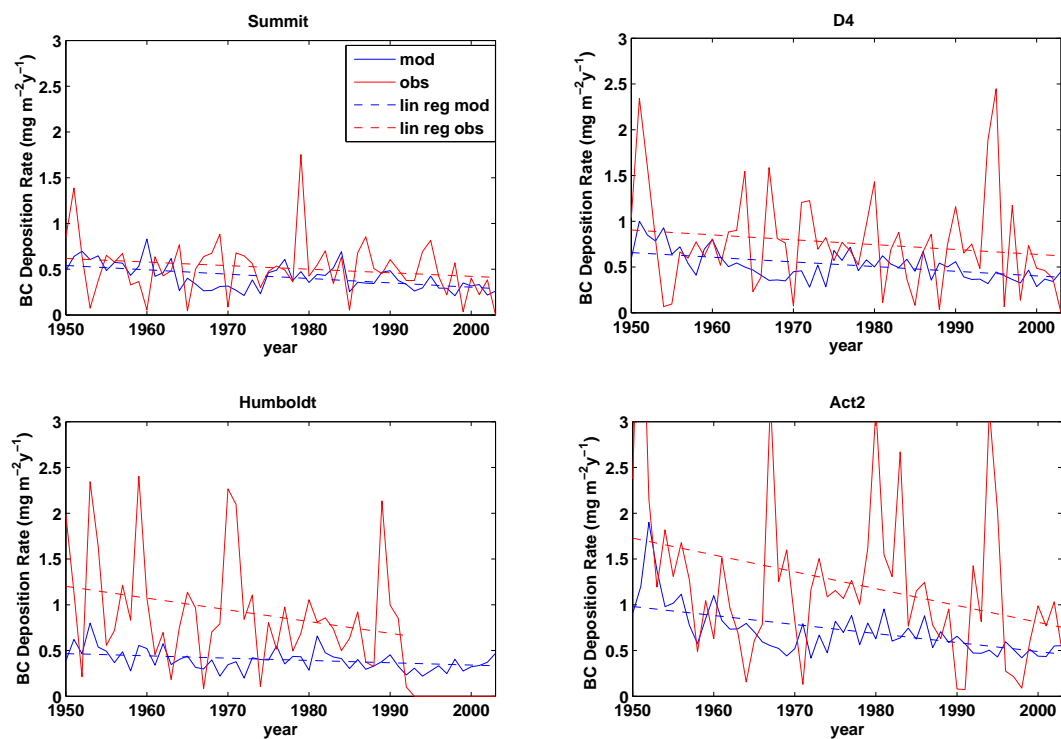 Summit
BC Deposition Rate (mg m−2y−1)
3
2.5
2
1.5
1
0.5
0
1950 1960 1970 1980 1990 2000
year
mod
obs
lin reg mod
lin reg obs
D4
BC Deposition Rate (mg m−2y−1)
3
2.5
2
1.5
1
0.5
0
1950 1960 1970 1980 1990 2000
year
Humboldt
BC Deposition Rate (mg m−2y−1)
3
2.5
2
1.5
1
0.5
0
1950 1960 1970 1980 1990 2000
year
Act2
BC Deposition Rate (mg m−2y−1)
3
2.5
2
1.5
1
0.5
0
1950 1960 1970 1980 1990 2000
year